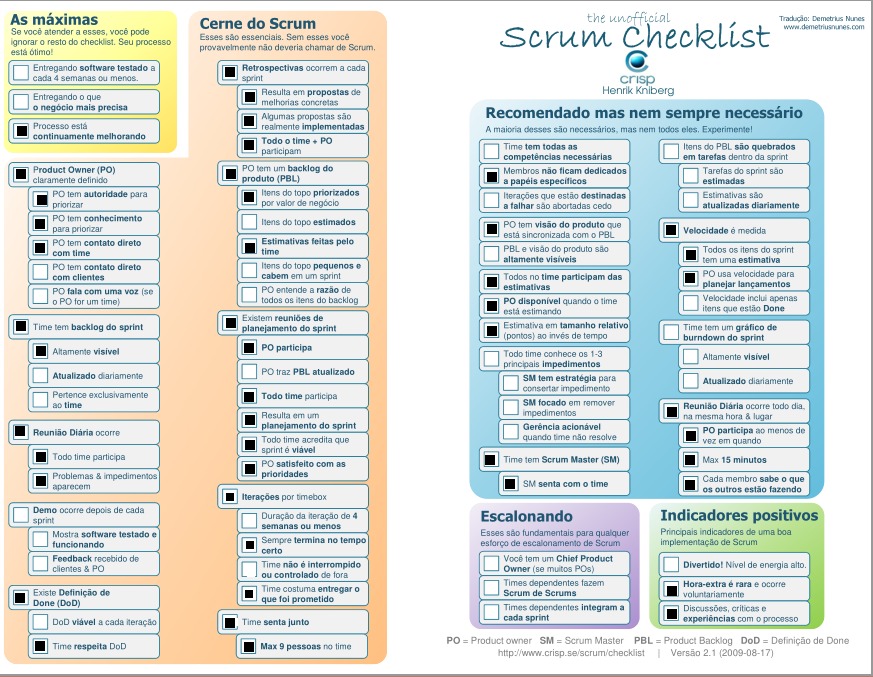 As máximas
Se você atender a esses, você pode
ignorar o resto do checklist. Seu processo
está ótimo!
Entregando software testado a
cada 4 semanas ou menos.
Entregando o que
o negócio mais precisa
Processo está
continuamente melhorando
Product Owner (PO)
claramente definido
PO tem autoridade para
priorizar
PO tem conhecimento
para priorizar
PO tem contato direto
com time
PO tem contato direto
com clientes
PO fala com uma voz (se
o PO for um time)
Time tem backlog do sprint
Altamente visível
Atualizado diariamente
Pertence exclusivamente
ao time
Reunião Diária ocorre
Todo time participa
Problemas & impedimentos
aparecem
Demo ocorre depois de cada
sprint
Mostra software testado e
funcionando
Feedback recebido de
clientes & PO
Existe Definição de
Done (DoD)
DoD viável a cada iteração
Time respeita DoD
Cerne do Scrum
Esses são essenciais. Sem esses você
provavelmente não deveria chamar de Scrum.
Retrospectivas ocorrem a cada
sprint
Resulta em propostas de
melhorias concretas
Algumas propostas são
realmente implementadas
Todo o time + PO
participam
PO tem um backlog do
produto (PBL)
Itens do topo priorizados
por valor de negócio
Itens do topo estimados
Estimativas feitas pelo
time
Itens do topo pequenos e
cabem em um sprint
PO entende a razão de
todos os itens do backlog
Existem reuniões de
planejamento do sprint
PO participa
PO traz PBL atualizado
Todo time participa
Resulta em um
planejamento do sprint
Todo time acredita que
sprint é viável
PO satisfeito com as
prioridades
Iterações por timebox
Duração da iteração de 4
semanas ou menos
Sempre termina no tempo
certo
Time não é interrompido
ou controlado de fora
Time costuma entregar o
que foi prometido
Time senta junto
Max 9 pessoas no time
the unofficial
Scrum Checklist
crisp
Henrik Kniberg
Tradução: Demetrius Nunes
www.demetriusnunes.com
Recomendado mas nem sempre necessário
A maioria desses são necessários, mas nem todos eles. Experimente!
Time tem todas as
competências necessárias
Membros não ficam dedicados
a papéis específicos
Iterações que estão destinadas
a falhar são abortadas cedo
PO tem visão do produto que
está sincronizada com o PBL
PBL e visão do produto são
altamente visíveis
Todos no time participam das
estimativas
PO disponível quando o time
está estimando
Estimativa em tamanho relativo
(pontos) ao invés de tempo
Todo time conhece os 1-3
principais impedimentos
SM tem estratégia para
consertar impedimento
SM focado em remover
impedimentos
Gerência acionável
quando time não resolve
Time tem Scrum Master (SM)
SM senta com o time
Itens do PBL são quebrados
em tarefas dentro da sprint
Tarefas do sprint são
estimadas
Estimativas são
atualizadas diariamente
Velocidade é medida
Todos os itens do sprint
tem uma estimativa
PO usa velocidade para
planejar lançamentos
Velocidade inclui apenas
itens que estão Done
Time tem um gráfico de
burndown do sprint
Altamente visível
Atualizado diariamente
Reunião Diária ocorre todo dia,
na mesma hora & lugar
PO participa ao menos de
vez em quando
Max 15 minutos
Cada membro sabe o que
os outros estão fazendo
Escalonando
Esses são fundamentais para qualquer
esforço de escalonamento de Scrum
Você tem um Chief Product
Owner (se muitos POs)
Times dependentes fazem
Scrum de Scrums
Times dependentes integram a
cada sprint
Indicadores positivos
Principais indicadores de uma boa
implementação de Scrum
Divertido! Nível de energia alto.
Hora-extra é rara e ocorre
voluntariamente
Discussões, críticas e
experiências com o processo
PO = Product owner SM = Scrum Master PBL = Product Backlog DoD = Definição de Done
http://www.crisp.se/scrum/checklist | Versão 2.1 (2009-08-17)